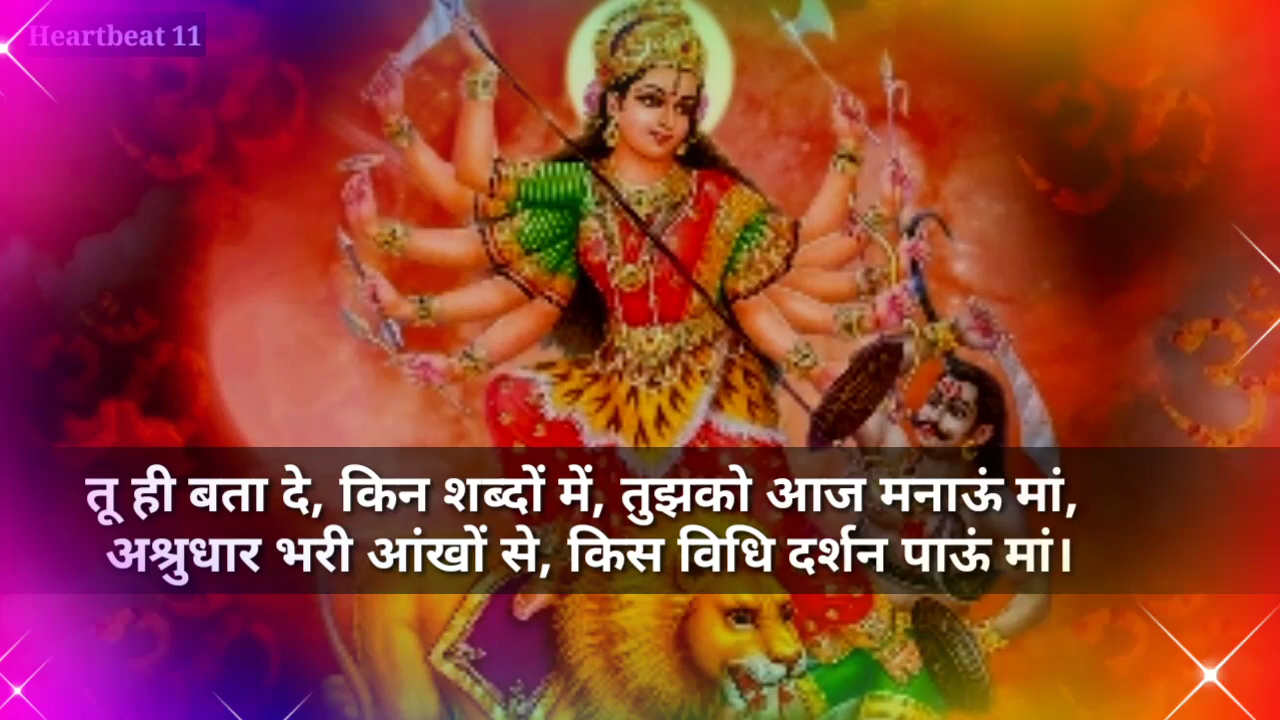 Heartbeat 11
तू ही बता दे, किन शब्दों में, तुझको आज मनाऊं मां,
अश्रुधार भरी आंखों से, किस विधि दर्शन पाऊं मां।